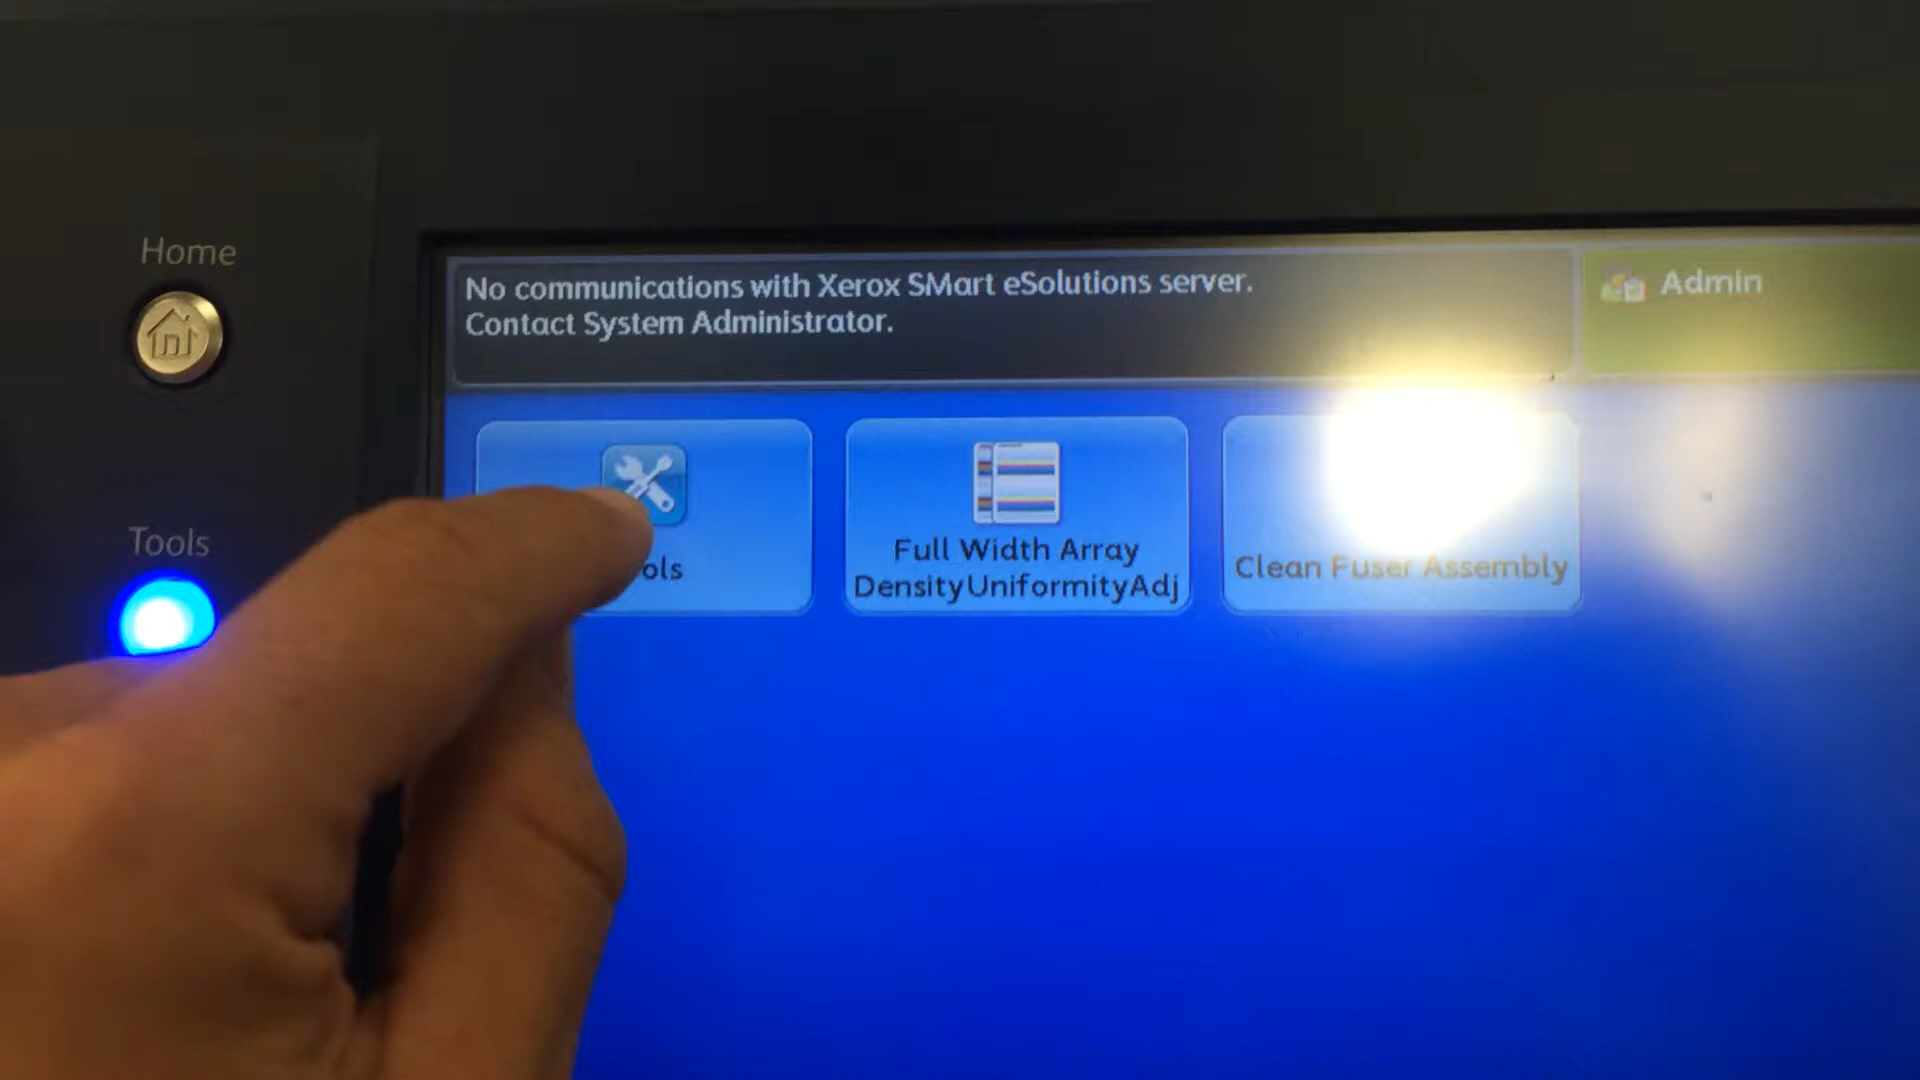 Home
No communications with Xerox SMart eSolutions server.
Contact System Administrator.
Admin
Tools
ols
Full Width Array
DensityUniformityAdj
Clean Fuser Assembly